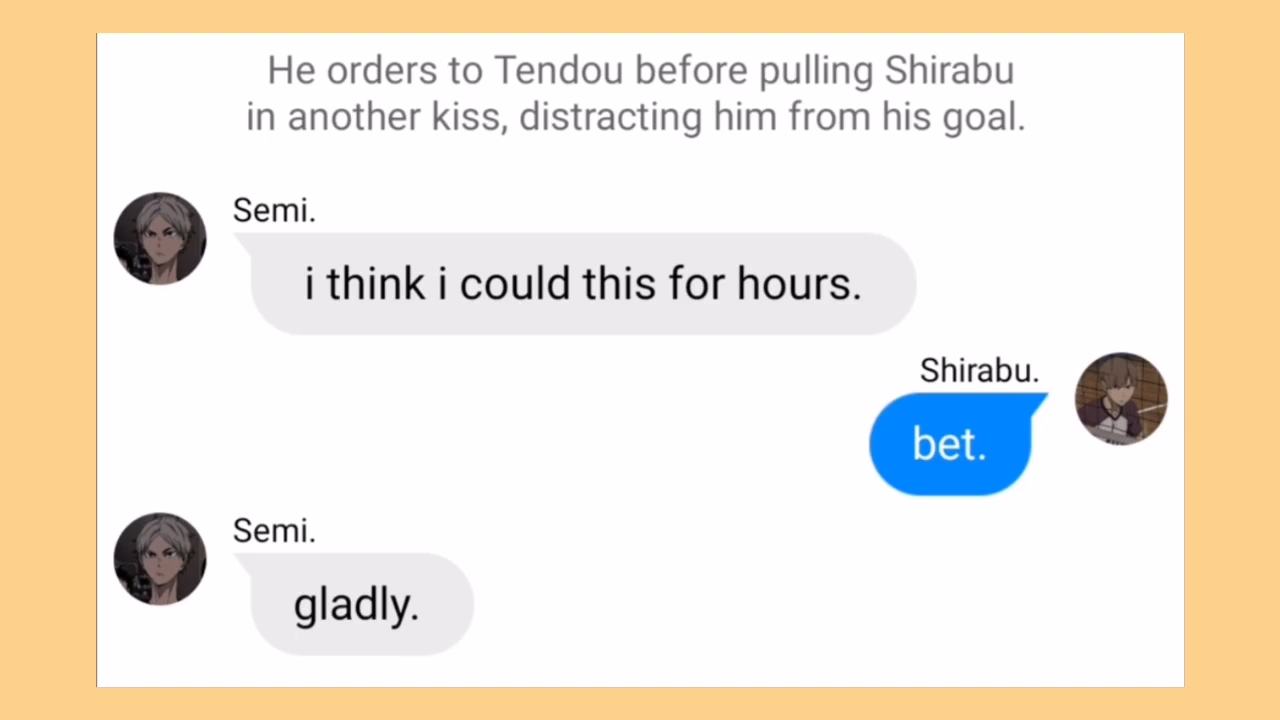 He orders to Tendou before pulling Shirabu
in another kiss, distracting him from his goal.
Semi.
i think i could this for hours.
Shirabu.
bet.
Semi.
gladly.